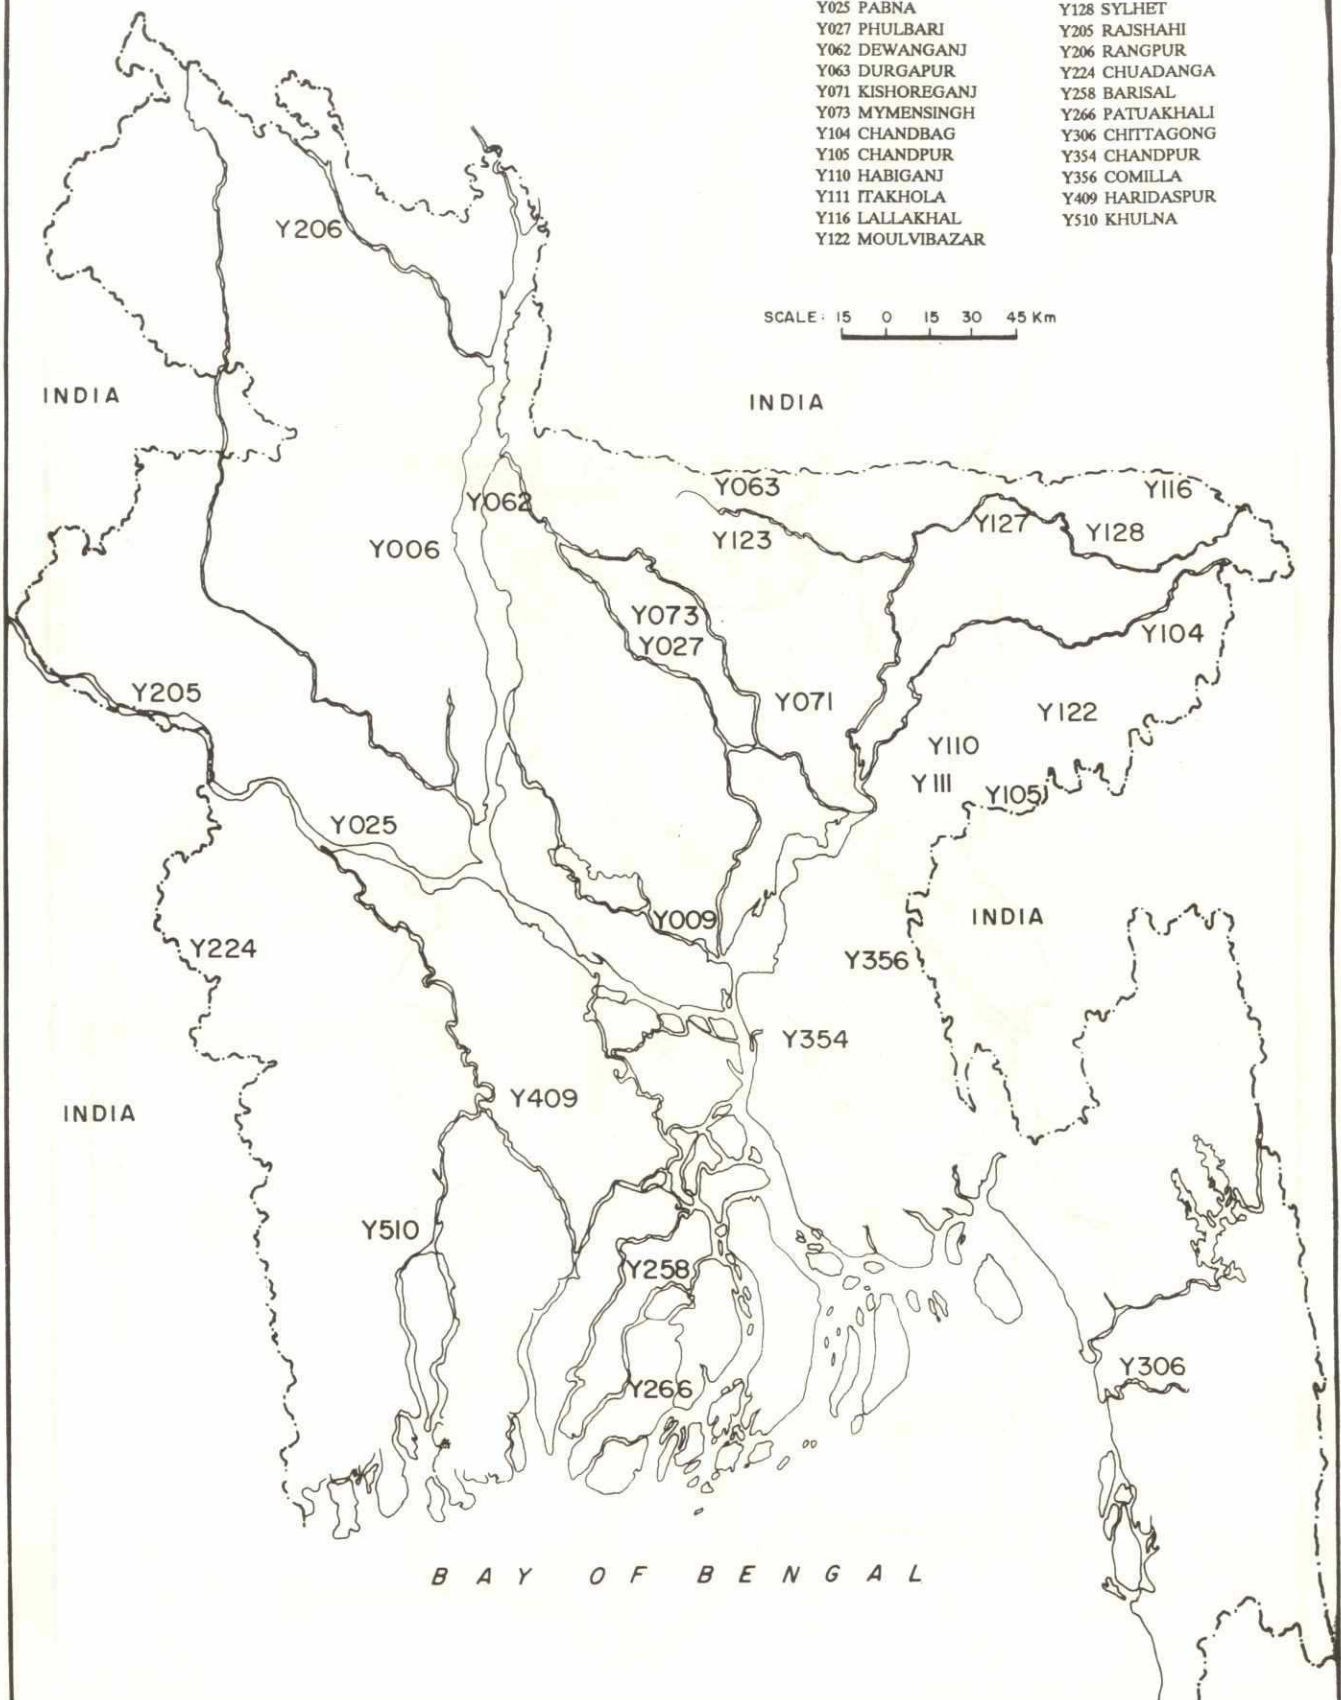 Y025 PABNA
Y027 PHULBARI
Y062 DEWANGANJ
Y063 DURGAPUR
Y071 KISHOREGANJ
Y073 MYMENSINGH
Y104 CHANDBAG
Y105 CHANDPUR
Y110 HABIGANJ
Y111 ITAKHOLA
Y116 LALLAKHAL
Y122 MOULVIBAZAR
Y128 SYLHET
Y205 RAJSHAHI
Y206 RANGPUR
Y224 CHUADANGA
Y258 BARISAL
Y266 PATUAKHALI
Y306 CHITTAGONG
Y354 CHANDPUR
Y356 COMILLA
Y409 HARIDASPUR
Y510 KHULNA
SCALE: 15 0 15 30 45 Km
Y206
INDIA
INDIA
Y062
Y063
Y116
Y006
Y123
Y127
Y128
Y073
Y027
Y104
Y205
Y071
Y122
Y110
Y111
Y105
Y025
Y009
INDIA
Y224
Y356
Y354
Y409
INDIA
Y510
Y258
Y266
Y306
BAY OF BENGAL